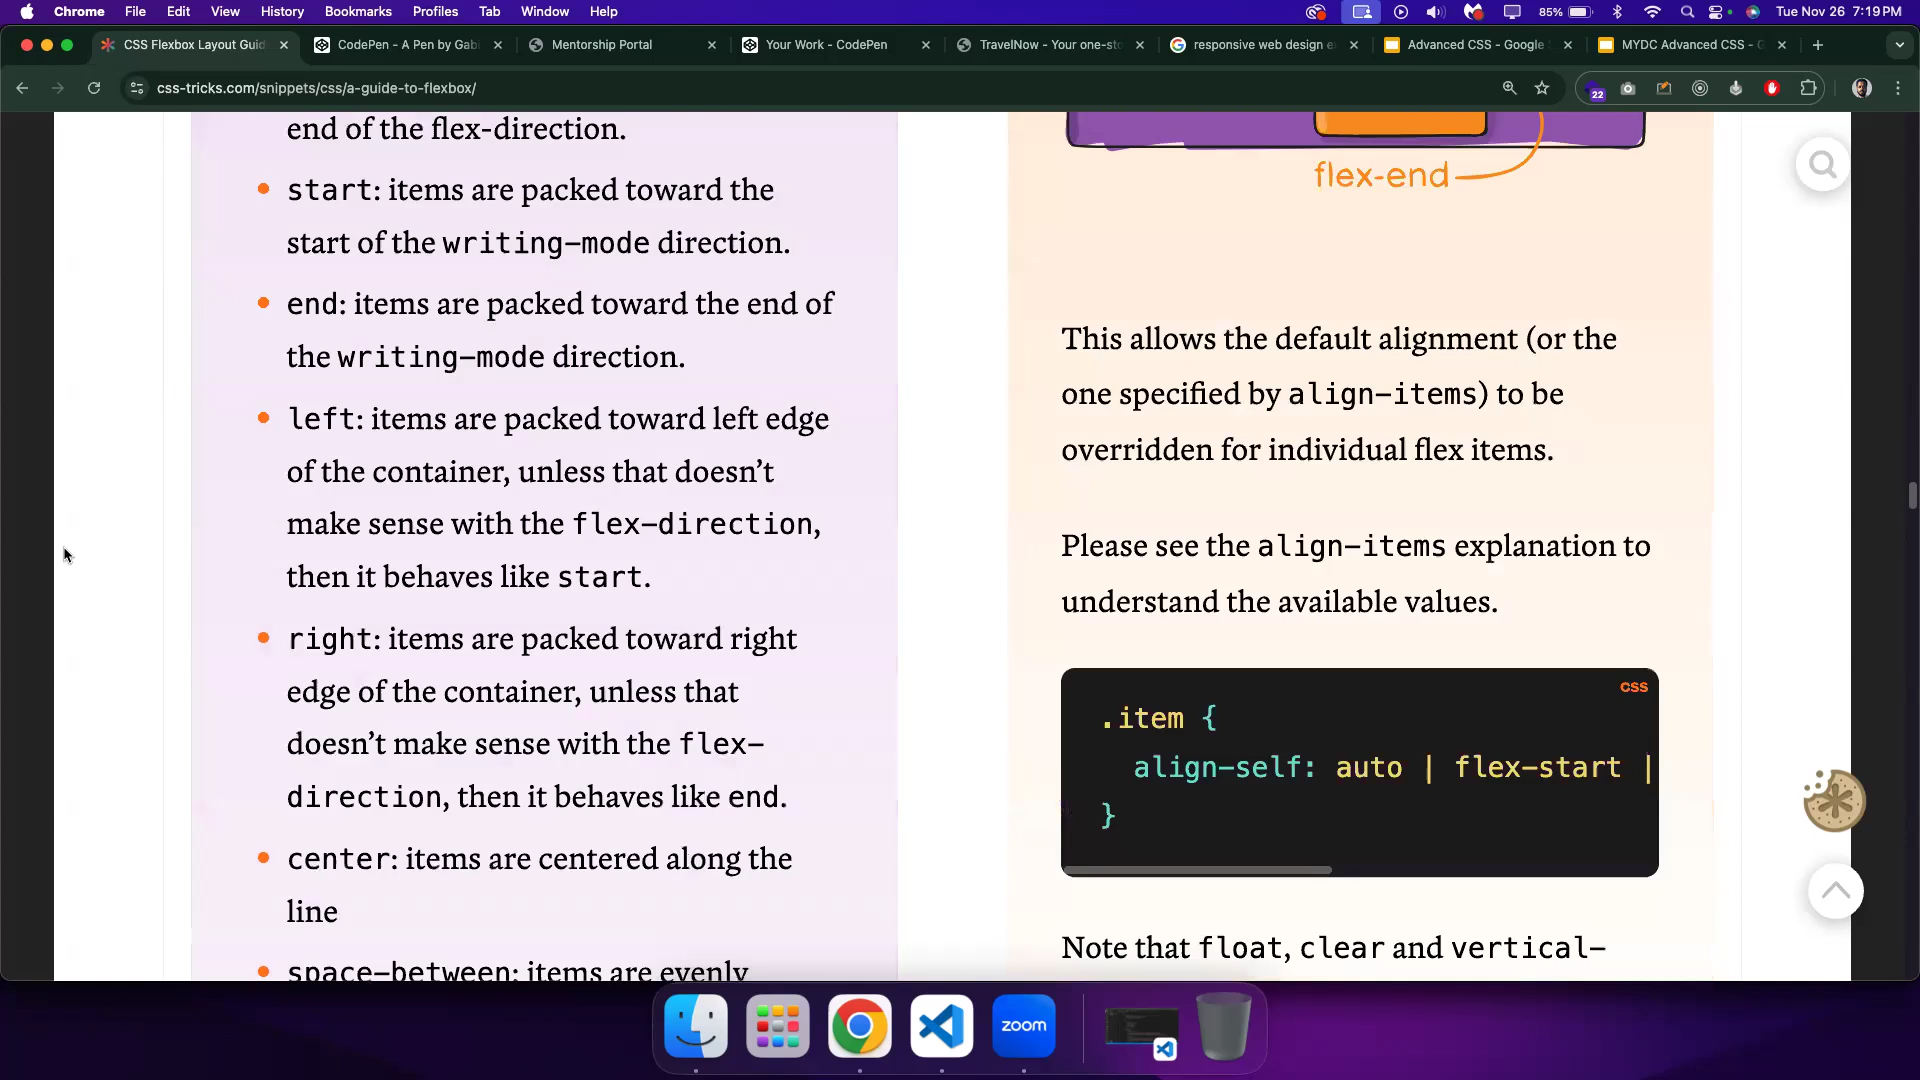 Chrome File Edit View History Bookmarks Profiles Tab Window Help 85% Tue Nov 26 7:19 PM
CSS Flexbox Layout Guid CodePen - A Pen by Gabi Mentorship Portal Your Work - CodePen TravelNow - Your one-sto responsive web design e Advanced CSS - Google MYDC Advanced CSS - G
css-tricks.com/snippets/css/a-guide-to-flexbox/ 22
end of the flex-direction.
start: items are packed toward the
start of the writing-mode direction.
end: items are packed toward the end of
the writing-mode direction.
left: items are packed toward left edge
of the container, unless that doesn’t
make sense with the flex-direction,
then it behaves like start.
right: items are packed toward right
edge of the container, unless that
doesn’t make sense with the flex-
direction, then it behaves like end.
center: items are centered along the
line
space-between: items are evenly
flex-end
This allows the default alignment (or the
one specified by align-items) to be
overridden for individual flex items.
Please see the align-items explanation to
understand the available values.
CSS
.item {
align-self: auto | flex-start |
}
Note that float, clear and vertical-
zoom